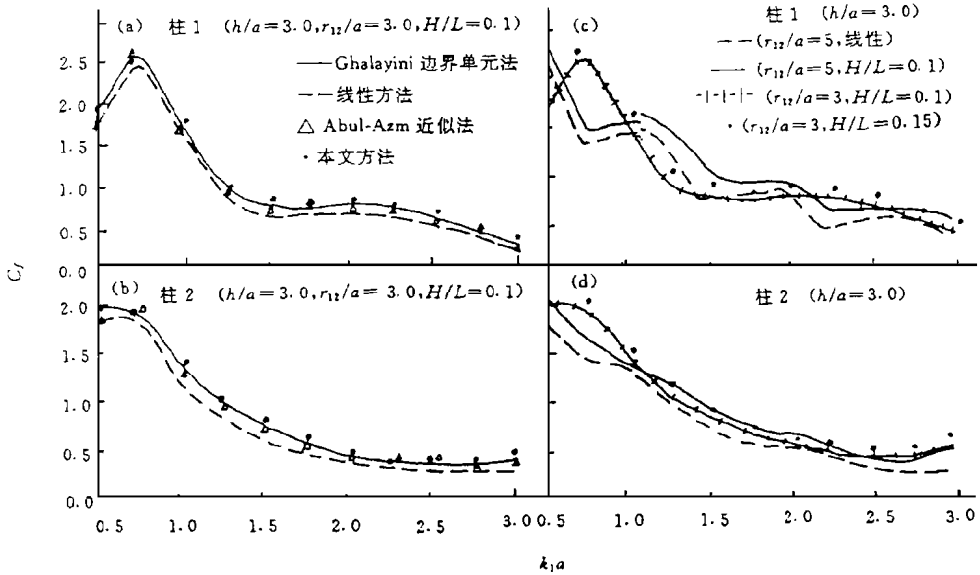 (a) 柱 1 (h/a=3.0,r₁₂/a=3.0,H/L=0.1)
Ghalayini 边界单元法
线性方法
Abul-Azm 近似法
本文方法
2.5
2.0
1.5
1.0
0.5
0.0
(c) 柱 1 (h/a=3.0)
(r₁₂/a=5,线性)
(r₁₂/a=5,H/L=0.1)
(r₁₂/a=3,H/L=0.1)
(r₁₂/a=3,H/L=0.15)
C_f
(b) 柱 2 (h/a=3.0,r₁₂/a=3.0,H/L=0.1)
2.0
1.5
1.0
0.5
0.0
(d) 柱 2 (h/a=3.0)
0.5 1.0 1.5 2.0 2.5 3.0 0.5 1.0 1.5 2.0 2.5 3.0
k₁a